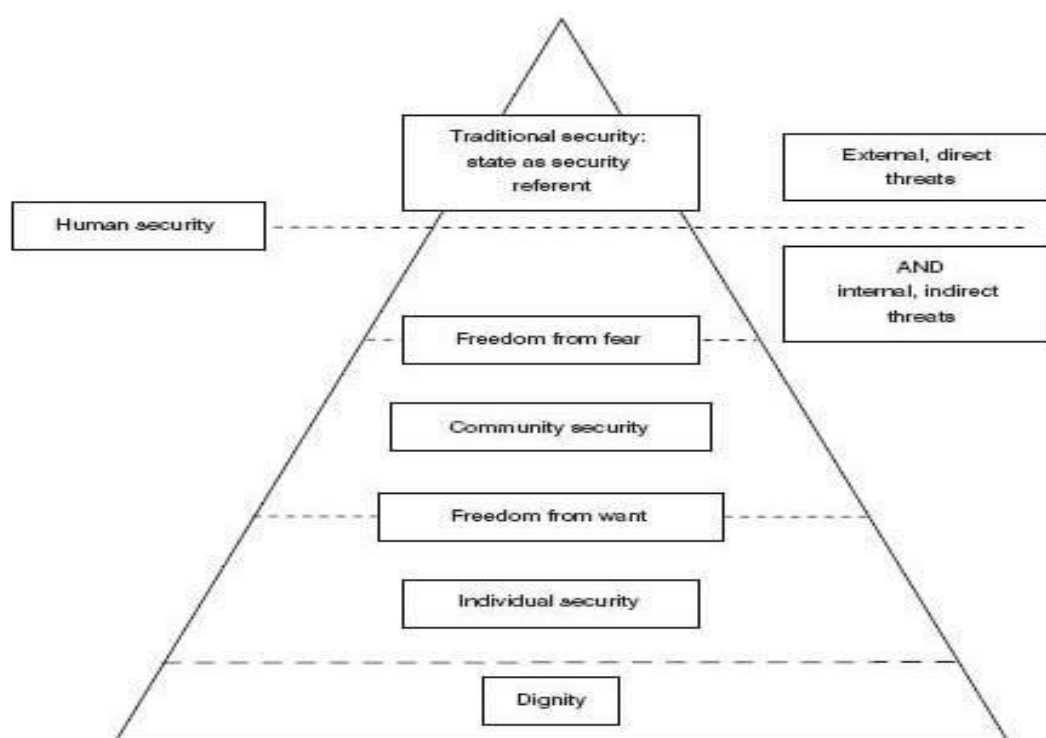 Traditional security:
state as security
referent
External, direct
threats
Human security
AND
internal, indirect
threats
Freedom from fear
Community security
Freedom from want
Individual security
Dignity